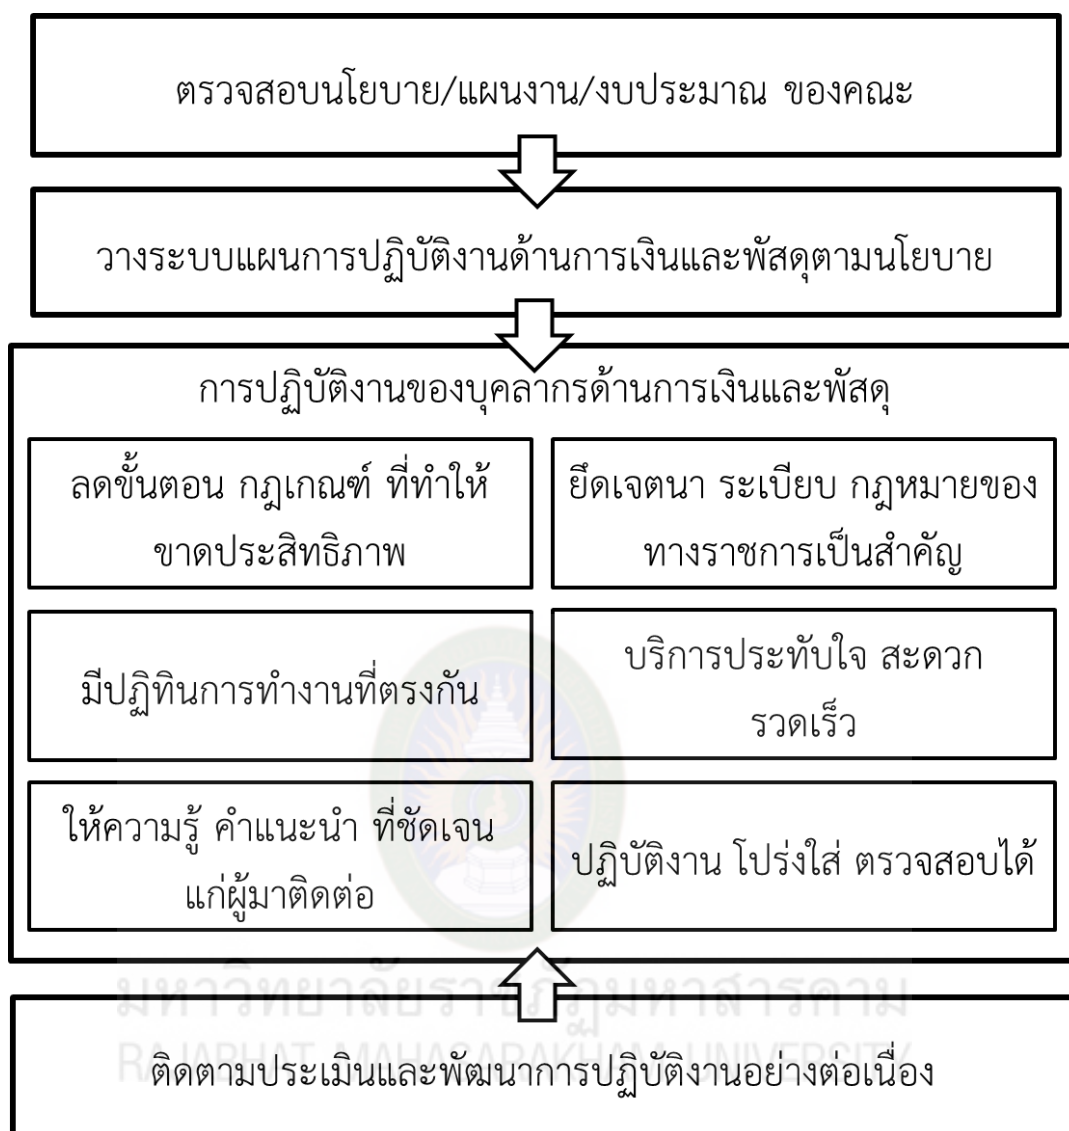 ตรวจสอบนโยบาย/แผนงาน/งบประมาณ ของคณะ
วางระบบแผนการปฏิบัติงานด้านการเงินและพัสดุตามนโยบาย
การปฏิบัติงานของบุคลากรด้านการเงินและพัสดุ
ลดขั้นตอน กฎเกณฑ์ ที่ทำให้
ขาดประสิทธิภาพ
ยึดเจตนา ระเบียบ กฎหมายของ
ทางราชการเป็นสำคัญ
มีปฏิทินการทำงานที่ตรงกัน
บริการประทับใจ สะดวก
รวดเร็ว
ให้ความรู้ คำแนะนำ ที่ชัดเจน
แก่ผู้มาติดต่อ
ปฏิบัติงาน โปร่งใส่ ตรวจสอบได้
มหาวิทยาลัยราชภัฏมหาสารคาม
RAJABHAT MAHASARAKHAM UNIVERSITY
ติดตามประเมินและพัฒนาการปฏิบัติงานอย่างต่อเนื่อง